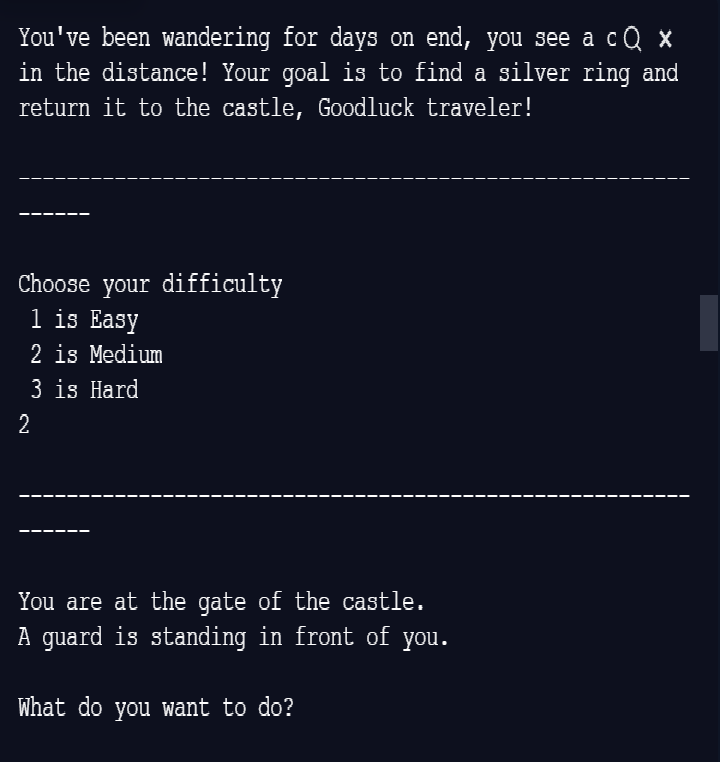 You've been wandering for days on end, you see a c
in the distance! Your goal is to find a silver ring and
return it to the castle, Goodluck traveler!
--------------------------------------------------------
------
Choose your difficulty
1 is Easy
2 is Medium
3 is Hard
2
--------------------------------------------------------
------
You are at the gate of the castle.
A guard is standing in front of you.
What do you want to do?